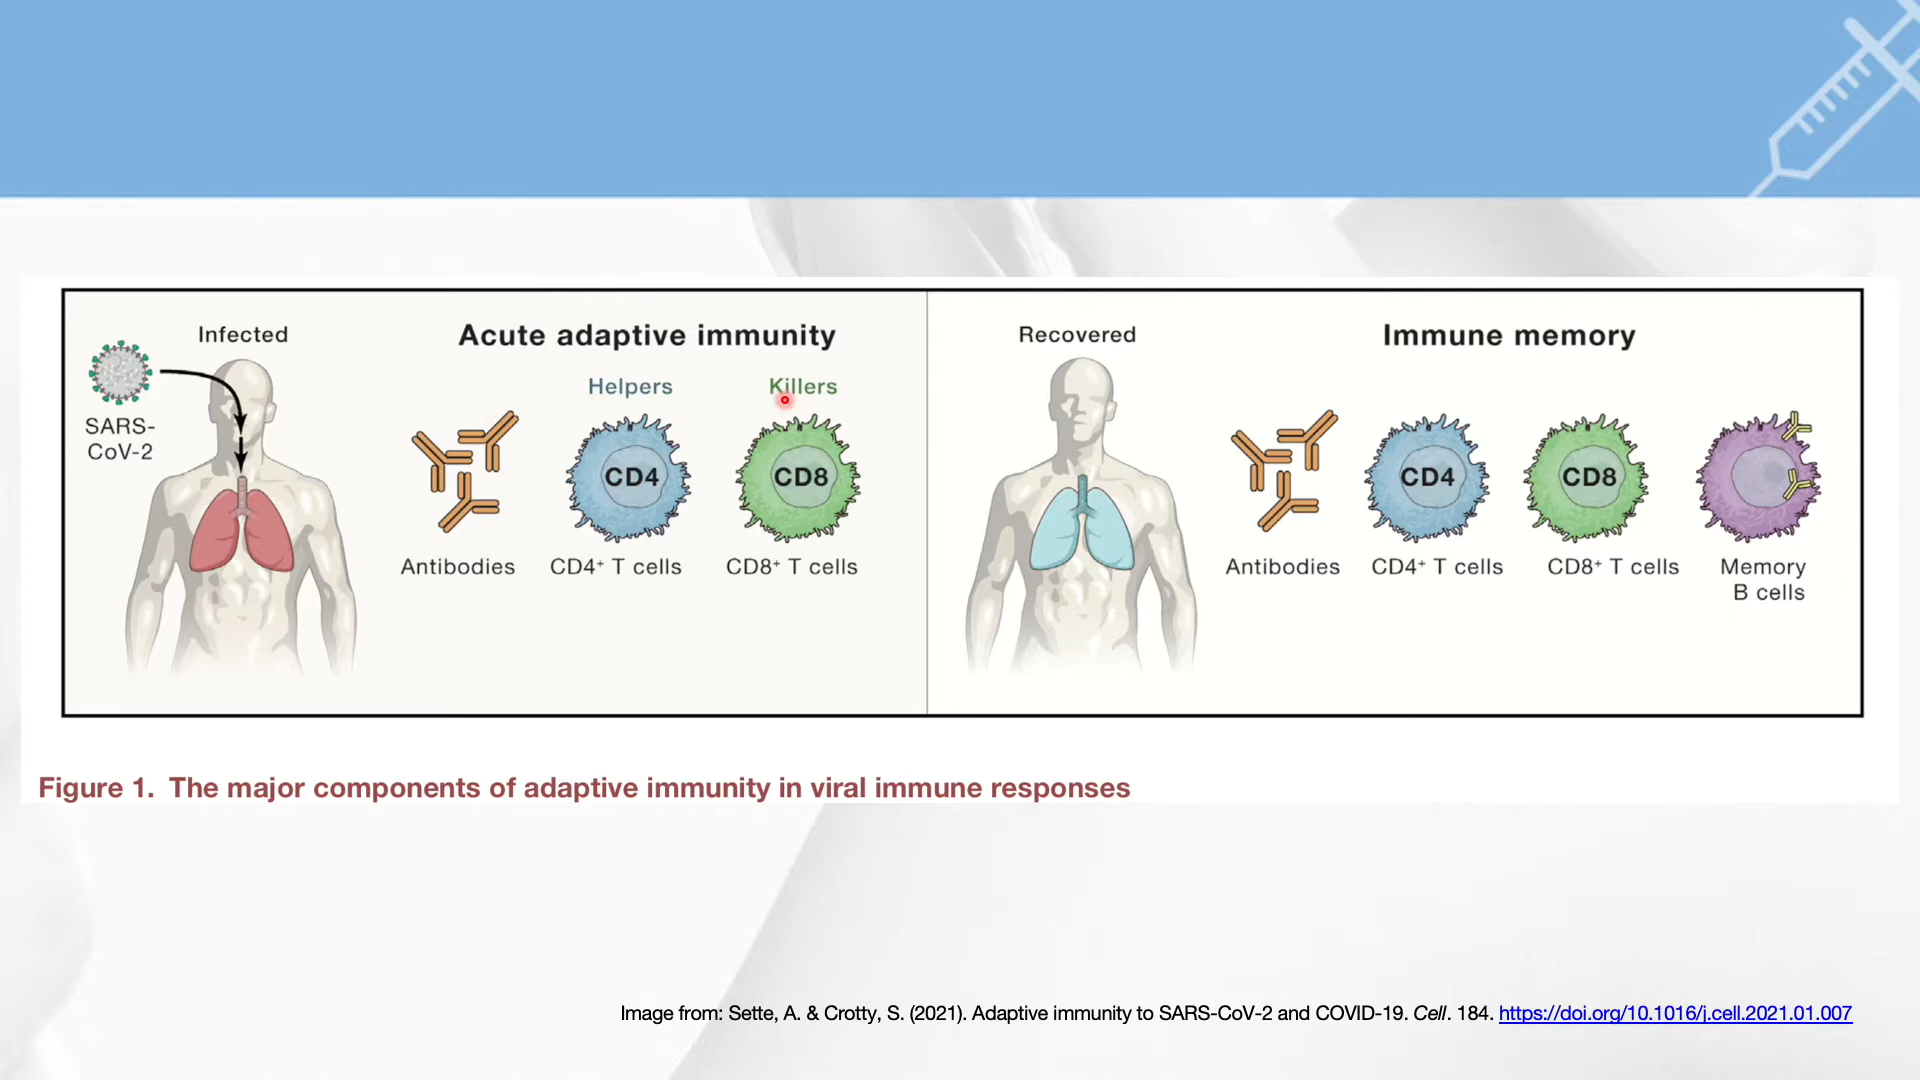 Infected
Acute adaptive immunity
Helpers
Killers
SARS-
CoV-2
CD4
CD8
Antibodies
CD4⁺ T cells
CD8⁺ T cells
Recovered
Immune memory
CD4
CD8
Antibodies
CD4⁺ T cells
CD8⁺ T cells
Memory
B cells
Figure 1. The major components of adaptive immunity in viral immune responses
Image from: Sette, A. & Crotty, S. (2021). Adaptive immunity to SARS-CoV-2 and COVID-19. Cell. 184. https://doi.org/10.1016/j.cell.2021.01.007